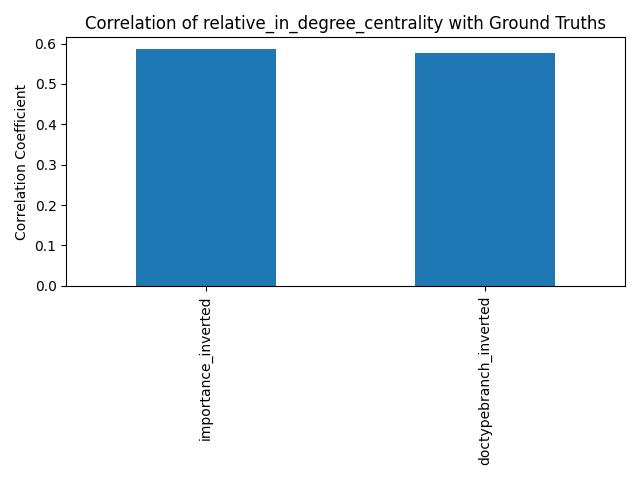 Correlation of relative_in_degree_centrality with Ground Truths
Correlation Coefficient
0.6
0.5
0.4
0.3
0.2
0.1
0.0
importance_inverted
doctypebranch_inverted